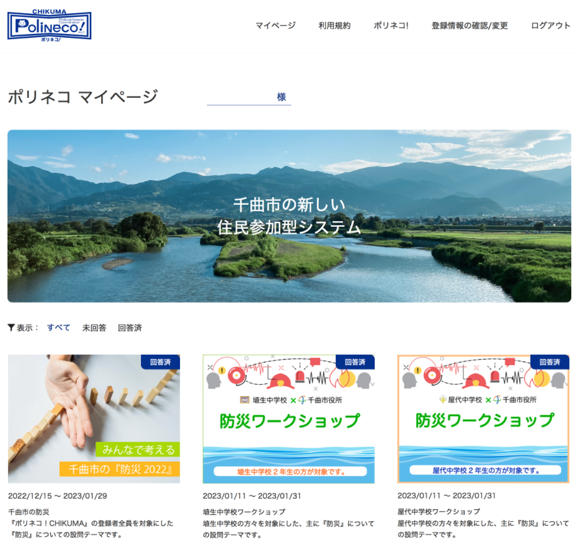 CHIKUMA
Polineco!
ポリネコ!
マイページ
利用規約
ポリネコ!
登録情報の確認/変更
ログアウト
ポリネコ マイページ
様
千曲市の新しい
住民参加型システム
表示：
すべて
未回答
回答済
回答済
みんなで考える
千曲市の『防災 2022』
2022/12/15 〜 2023/01/29
千曲市の防災
『ポリネコ！CHIKUMA』の登録者全員を対象にした
『防災』についての設問テーマです。
回答済
埴生中学校 × 千曲市役所
防災ワークショップ
埴生中学校２年生の方が対象です。
2023/01/11 〜 2023/01/31
埴生中学校ワークショップ
埴生中学校の方々を対象にした、主に『防災』について
の設問テーマです。
回答済
屋代中学校 × 千曲市役所
防災ワークショップ
屋代中学校２年生の方が対象です。
2023/01/11 〜 2023/01/31
屋代中学校ワークショップ
屋代中学校の方々を対象にした、主に『防災』について
の設問テーマです。